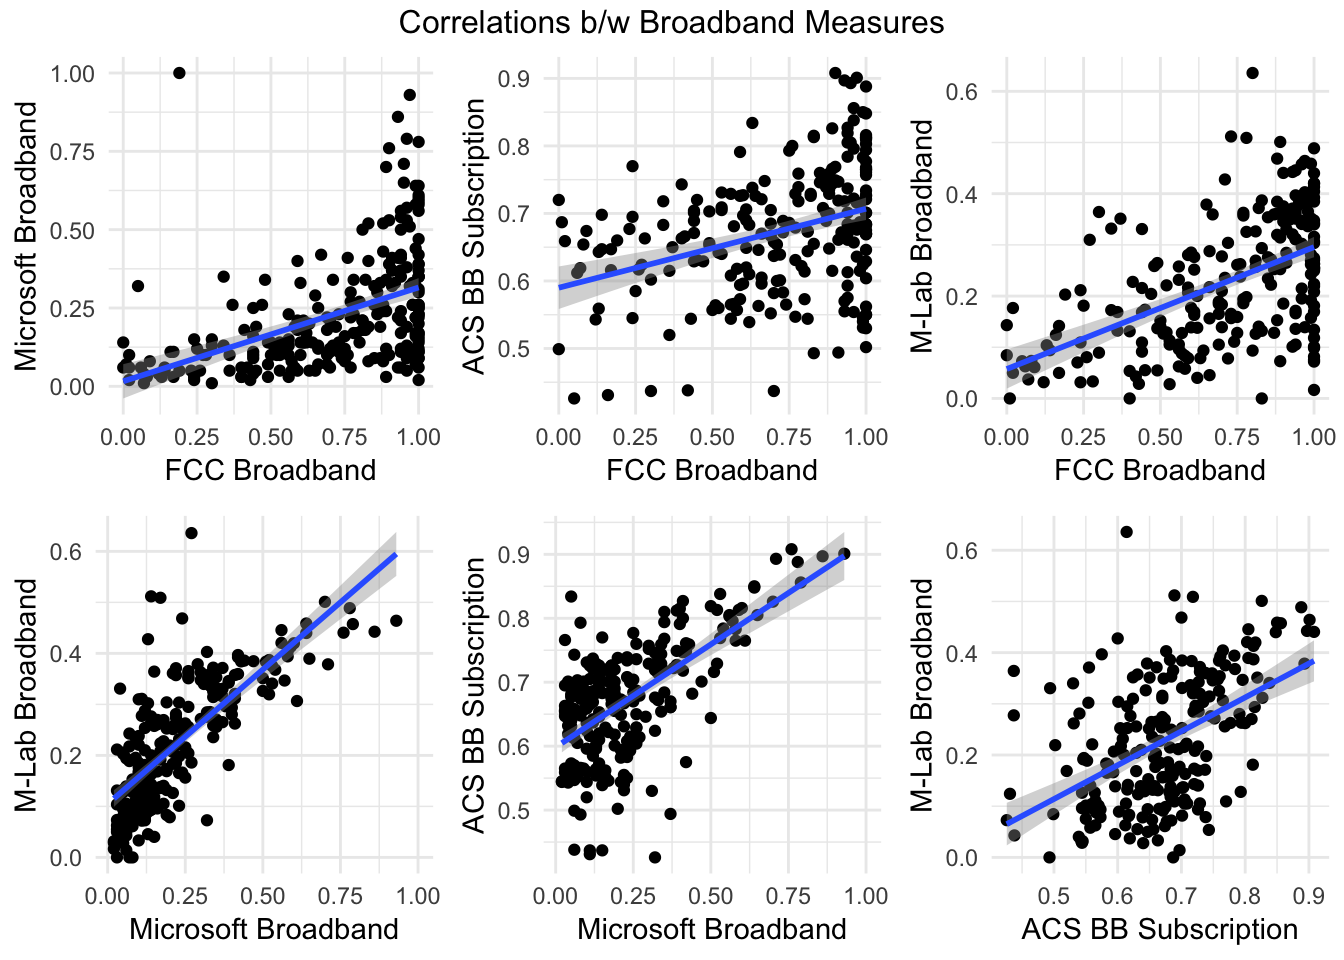 Correlations b/w Broadband Measures
Microsoft Broadband
1.00
0.75
0.50
0.25
0.00
0.00 0.25 0.50 0.75 1.00
FCC Broadband
ACS BB Subscription
0.9
0.8
0.7
0.6
0.5
0.00 0.25 0.50 0.75 1.00
FCC Broadband
M-Lab Broadband
0.6
0.4
0.2
0.0
0.00 0.25 0.50 0.75 1.00
FCC Broadband
M-Lab Broadband
0.6
0.4
0.2
0.0
0.00 0.25 0.50 0.75 1.00
Microsoft Broadband
ACS BB Subscription
0.9
0.8
0.7
0.6
0.5
0.00 0.25 0.50 0.75 1.00
Microsoft Broadband
M-Lab Broadband
0.6
0.4
0.2
0.0
0.5 0.6 0.7 0.8 0.9
ACS BB Subscription